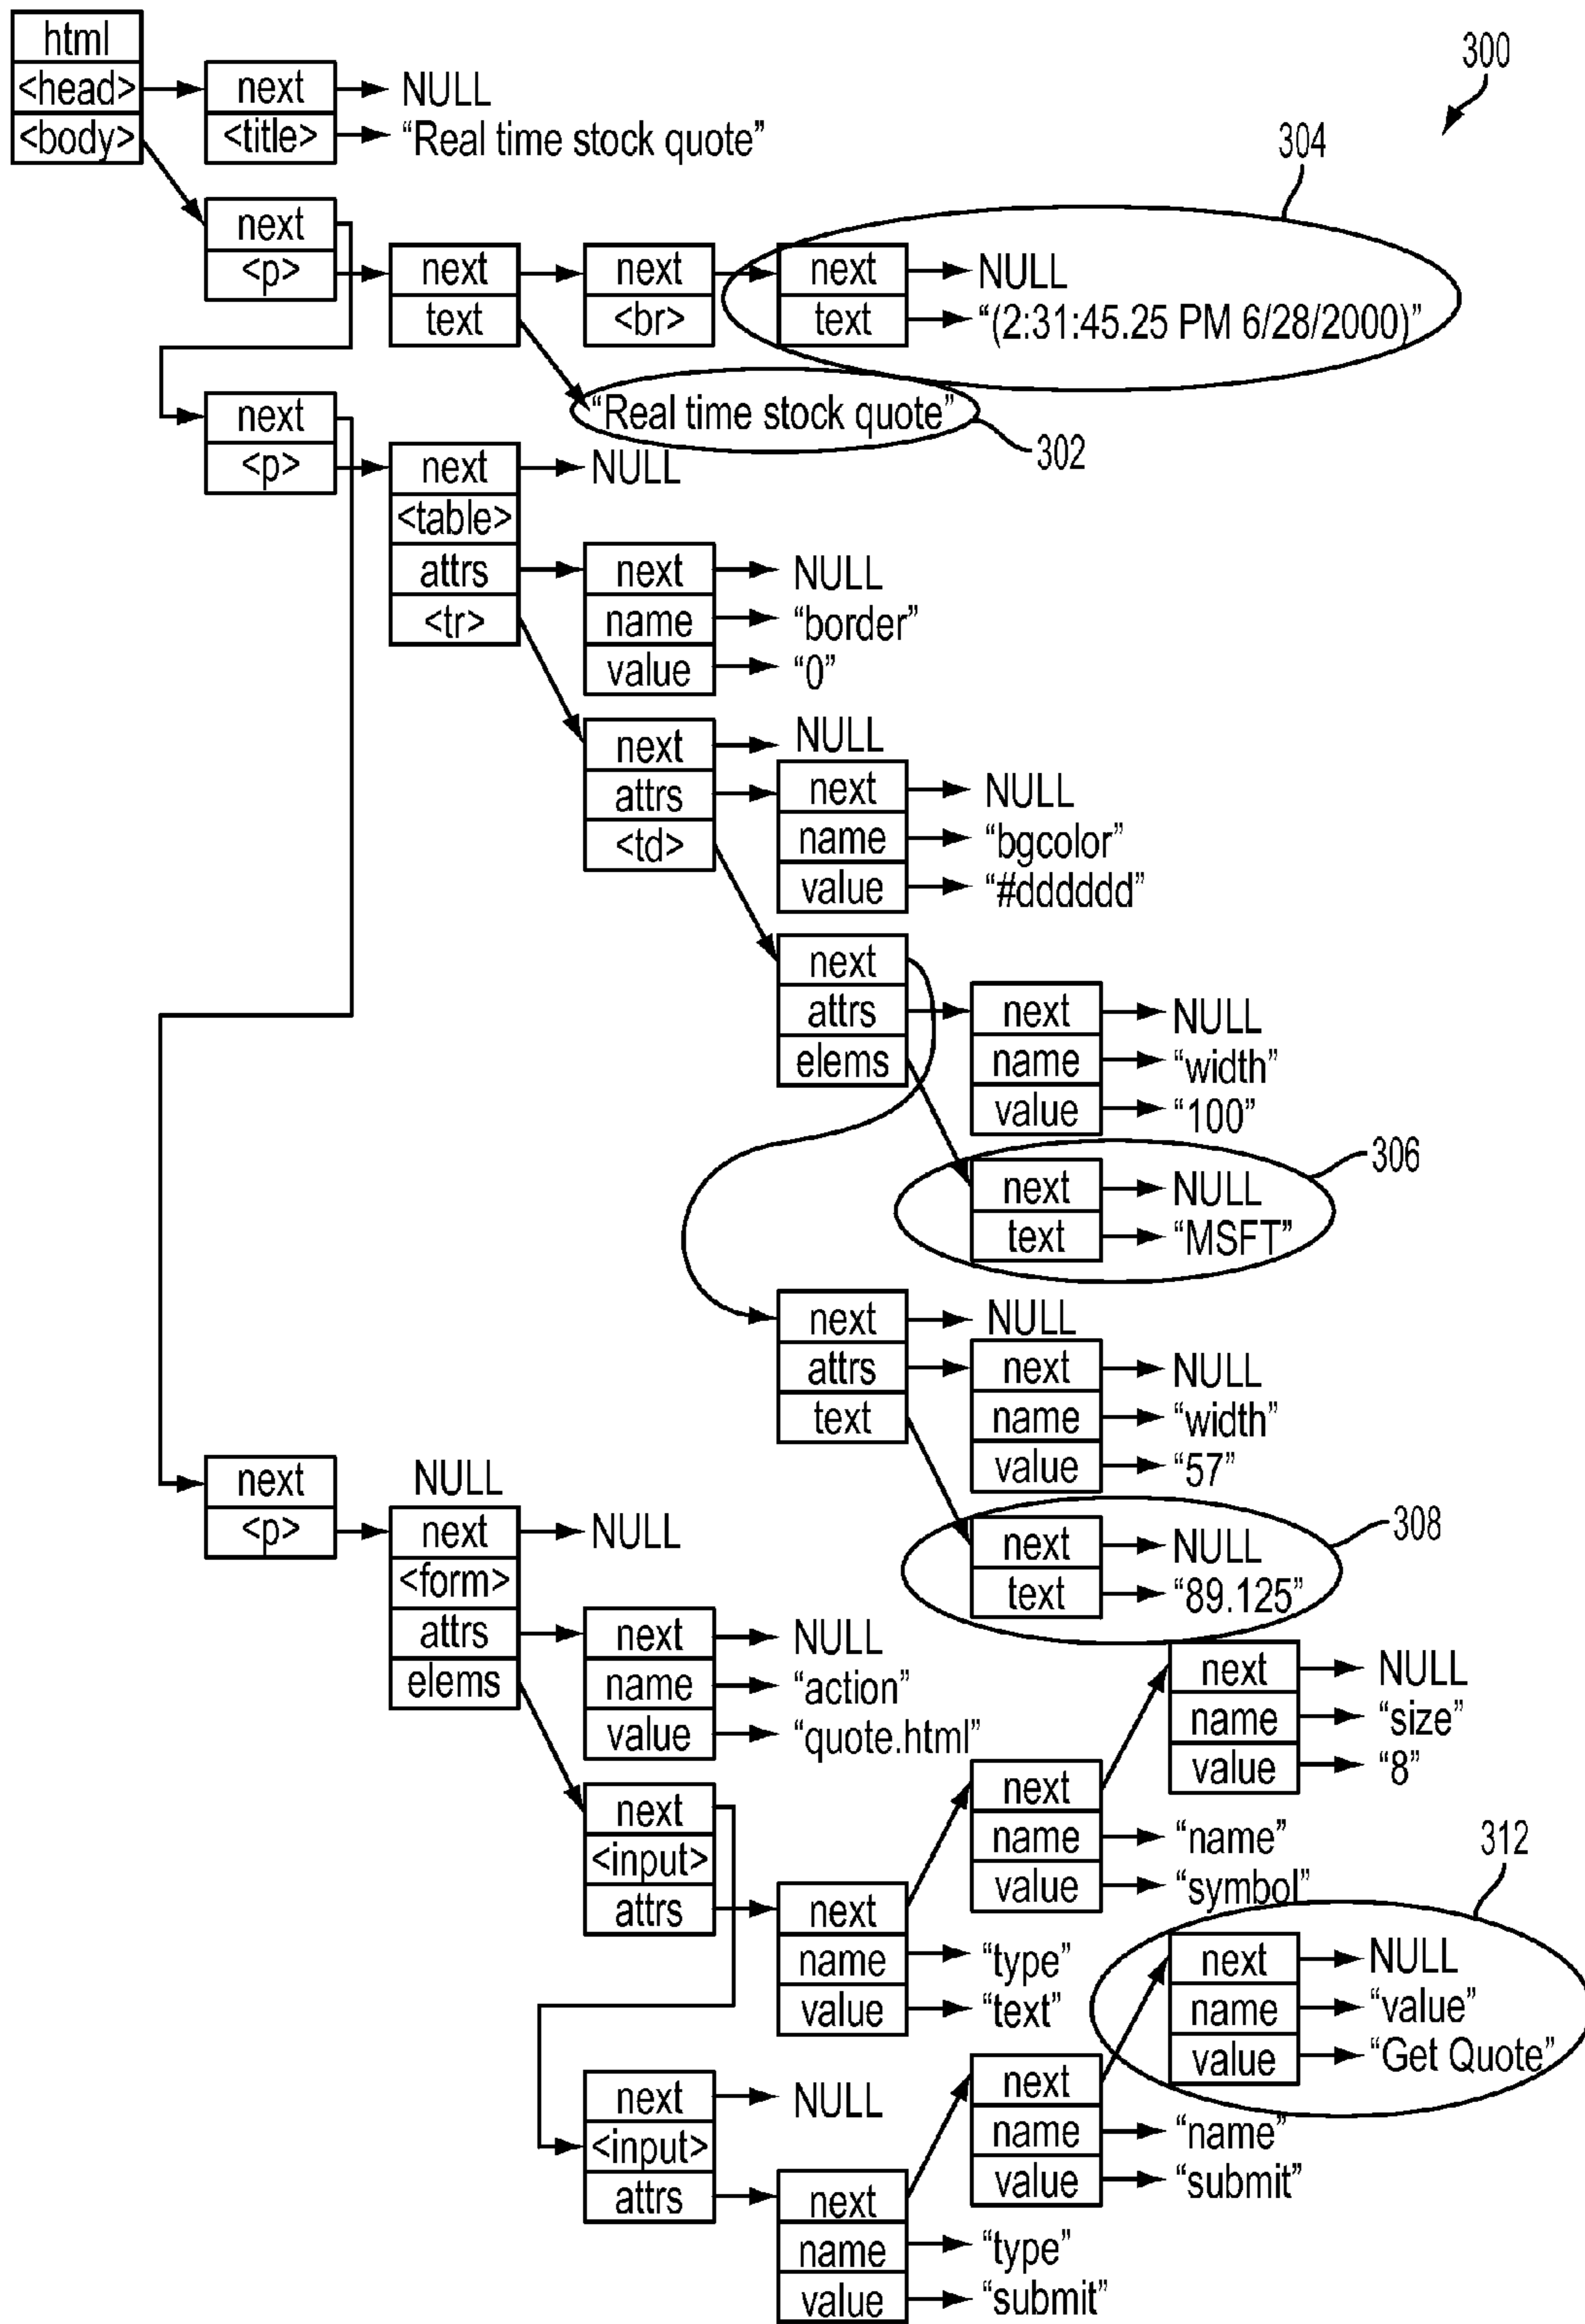 html
<head>
<body>
next
NULL
<title>
“Real time stock quote”
300
304
next
<p>
next
text
next
<br>
next
NULL
text
“(2:31:45.25 PM 6/28/2000)”
“Real time stock quote”
302
next
<p>
next
NULL
<table>
attrs
<tr>
next
NULL
name
“border”
value
“0”
next
NULL
attrs
<td>
next
NULL
name
“bgcolor”
value
“#dddddd”
next
attrs
elems
next
NULL
name
“width”
value
“100”
306
next
NULL
text
“MSFT”
next
NULL
attrs
text
next
NULL
name
“width”
value
“57”
308
next
NULL
text
“89.125”
next
NULL
<p>
next
NULL
<form>
attrs
elems
next
NULL
name
“action”
value
“quote.html”
next
<input>
attrs
next
name
“type”
value
“text”
next
name
“name”
value
“symbol”
next
NULL
name
“size”
value
“8”
312
next
NULL
name
“value”
value
“Get Quote”
next
NULL
<input>
attrs
next
name
“type”
value
“submit”
next
name
“name”
value
“submit”